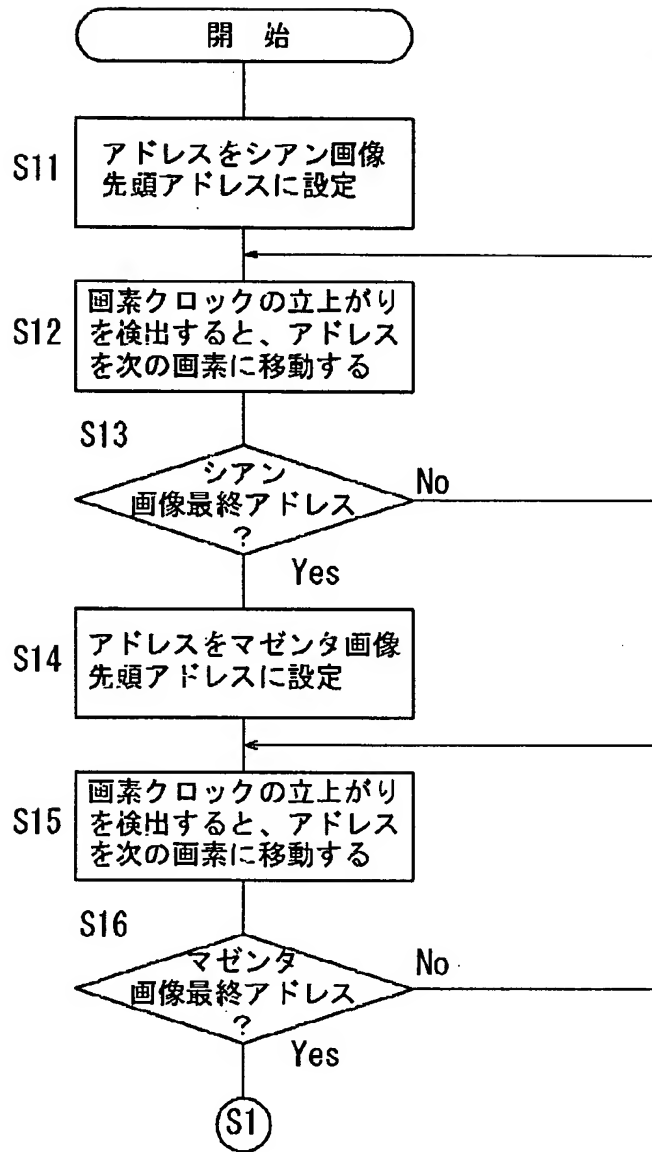 開 始
S11
アドレスをシアン画像
先頭アドレスに設定
S12
画素クロックの立上がり
を検出すると、アドレス
を次の画素に移動する
S13
シアン
画像最終アドレス
?
No
Yes
S14
アドレスをマゼンタ画像
先頭アドレスに設定
S15
画素クロックの立上がり
を検出すると、アドレス
を次の画素に移動する
S16
マゼンタ
画像最終アドレス
?
No
Yes
S1